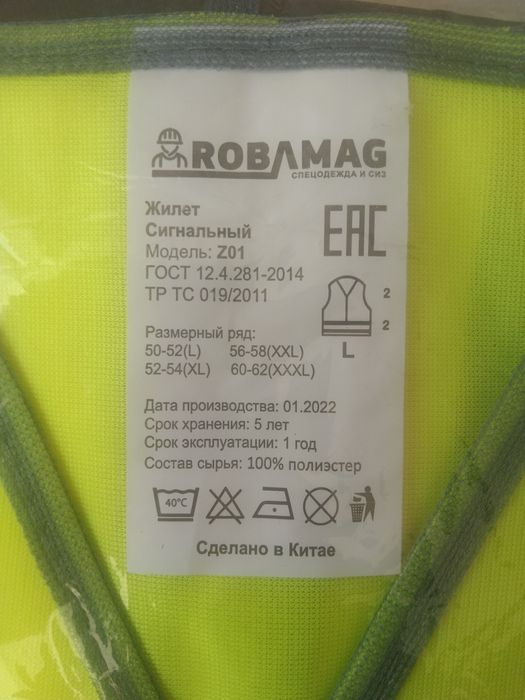 ROBAMAG
СПЕЦОДЕЖДА И СИЗ
Жилет
Сигнальный
Модель: Z01
ГОСТ 12.4.281-2014
ТР ТС 019/2011
EAC
2
2
L
Размерный ряд:
50-52(L) 56-58(XXL)
52-54(XL) 60-62(XXXL)
Дата производства: 01.2022
Срок хранения: 5 лет
Срок эксплуатации: 1 год
Состав сырья: 100% полиэстер
40°C
Сделано в Китае